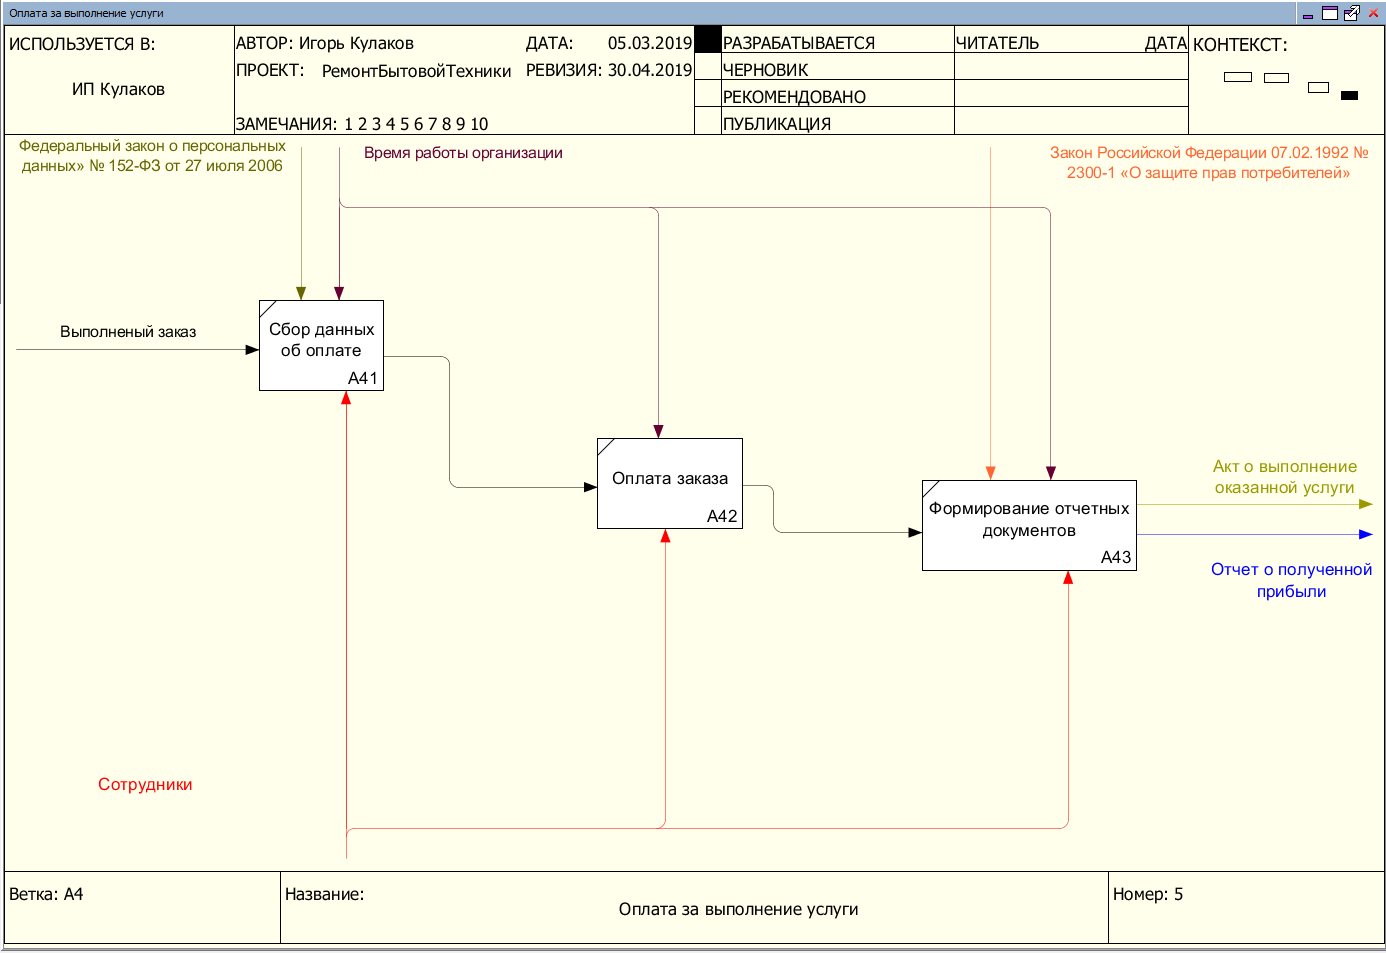 Оплата за выполнение услуги
ИСПОЛЬЗУЕТСЯ В:
ИП Кулаков
АВТОР: Игорь Кулаков
ДАТА: 05.03.2019
ПРОЕКТ: РемонтБытовойТехники
РЕВИЗИЯ: 30.04.2019
ЗАМЕЧАНИЯ: 1 2 3 4 5 6 7 8 9 10
РАЗРАБАТЫВАЕТСЯ
ЧЕРНОВИК
РЕКОМЕНДОВАНО
ПУБЛИКАЦИЯ
ЧИТАТЕЛЬ
ДАТА
КОНТЕКСТ:
Федеральный закон о персональных
данных» № 152-ФЗ от 27 июля 2006
Время работы организации
Закон Российской Федерации 07.02.1992 №
2300-1 «О защите прав потребителей»
Выполненый заказ
Сбор данных
об оплате
А41
Оплата заказа
А42
Формирование отчетных
документов
А43
Акт о выполнение
оказанной услуги
Отчет о полученной
прибыли
Сотрудники
Ветка: А4
Название:
Оплата за выполнение услуги
Номер: 5